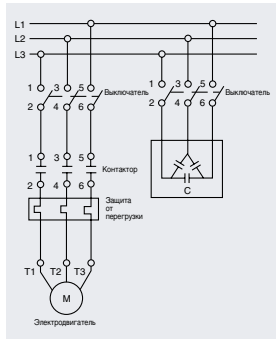 L1
L2
L3
1 3 5
Выключатель
2 4 6
1 3 5
Выключатель
2 4 6
1 3 5
Контактор
2 4 6
C
Защита
от
перегрузки
T1 T2 T3
M
Электродвигатель